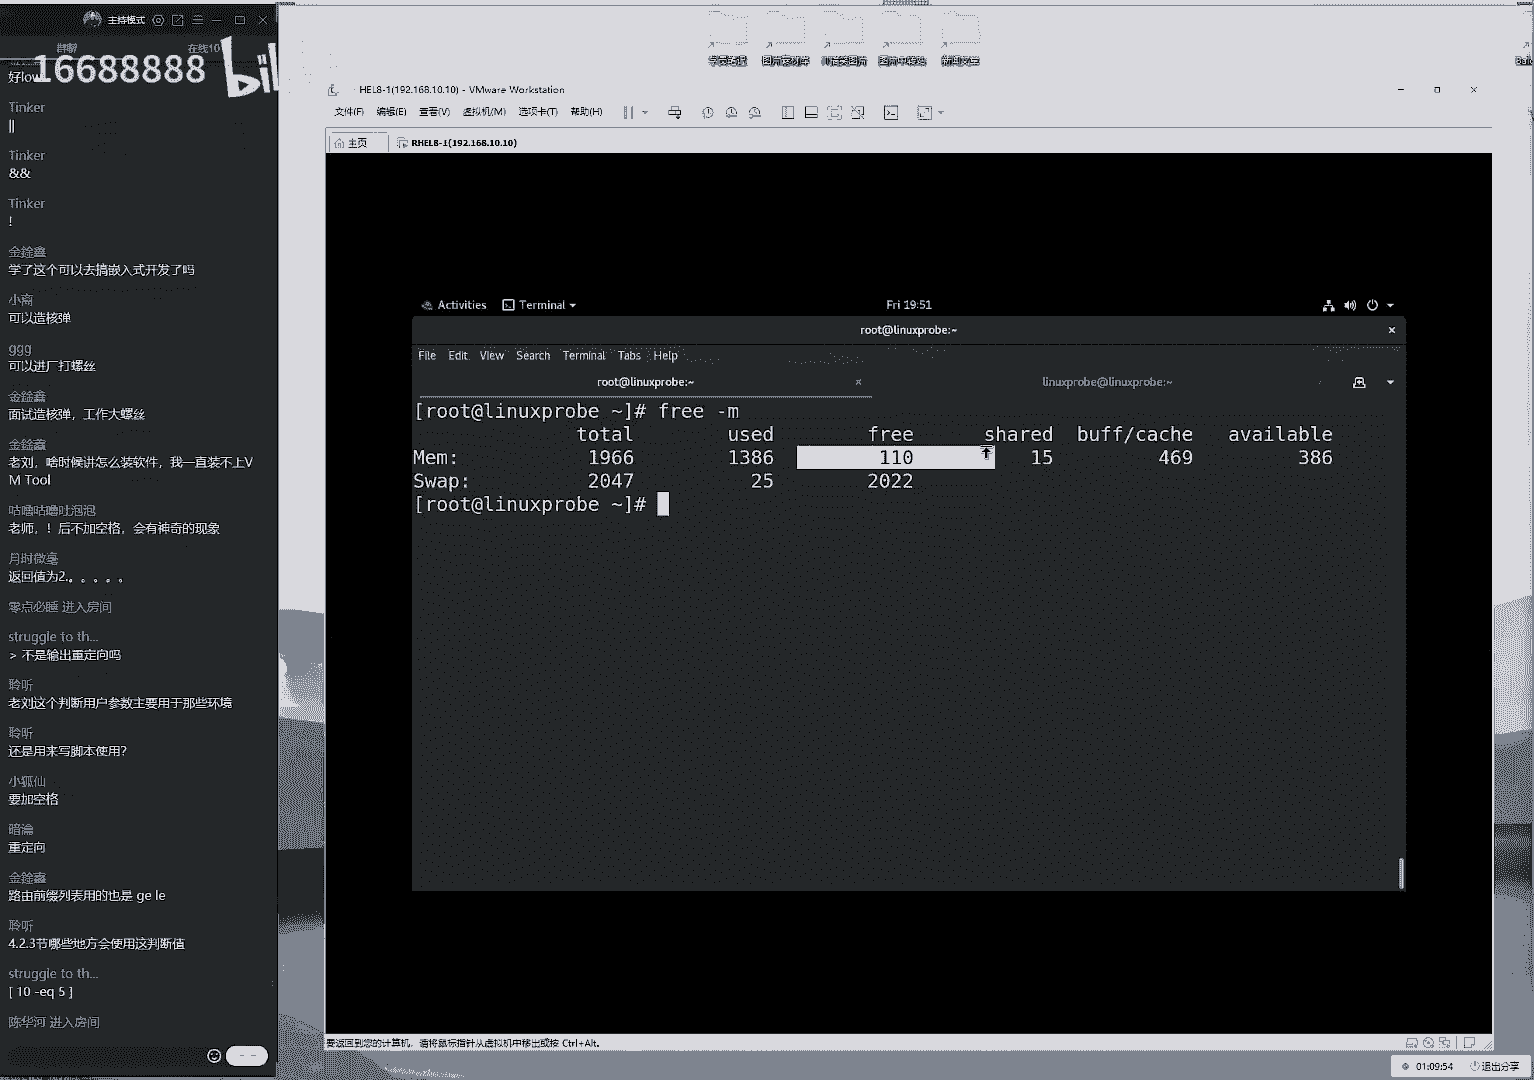 主持模式
群聊
在线10
16688888
bil
好low
Tinker
||
Tinker
&&
Tinker
!
金鍂鑫
学了这个可以去搞嵌入式开发了吗
小南
可以造核弹
ggg
可以进厂打螺丝
金鍂鑫
面试造核弹，工作大螺丝
金鍂鑫
老刘，啥时候讲怎么装软件，我一直装不上V
M Tool
咕噜咕噜吐泡泡
老师，！后不加空格，会有神奇的现象
月时微毫
返回值为2.。。。。。
零点必睡 进入房间
struggle to th...
> 不是输出重定向吗
聆听
老刘这个判断用户参数主要用于那些环境
聆听
还是用来写脚本使用?
小狐仙
要加空格
暗瀹
重定向
金鍂鑫
路由前缀列表用的也是 ge le
聆听
4.2.3节哪些地方会使用这判断值
struggle to th...
[ 10 -eq 5 ]
陈华河 进入房间
HEL8-1(192.168.10.10) - VMware Workstation
文件(F) 编辑(E) 查看(V) 虚拟机(M) 选项卡(T) 帮助(H)
主页
RHEL8-1(192.168.10.10)
Activities Terminal
Fri 19:51
root@linuxprobe:~
File Edit View Search Terminal Tabs Help
root@linuxprobe:~
linuxprobe@linuxprobe:~
[root@linuxprobe ~]# free -m
total used free shared buff/cache available
Mem: 1966 1386 110 15 469 386
Swap: 2047 25 2022
[root@linuxprobe ~]#
要返回到您的计算机，请将鼠标指针从虚拟机中移出或按 Ctrl+Alt。
01:09:54
退出分享